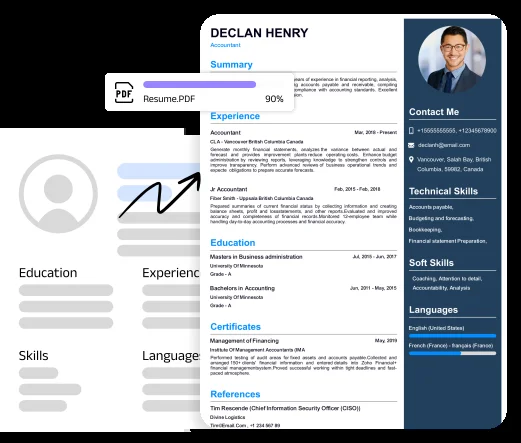 DECLAN HENRY
Accountant
Summary
years of experience in financial reporting, analysis,
ing accounts payable and receivable, compiling
compliance with accounting standards. Excellent
Resume.PDF
90%
PDF
Experience
Accountant
Mar, 2018 - Present
CLA - Vancouver British Columbia Canada
Generate monthly financial statements, analyzes the variance between actual and
forecast and provides improvement plants reduce operating costs. Enhance budget
administration by reviewing reports, leveraging knowledge to strengthen controls and
improve transparency. Perform advanced reviews of business operational trends and
expecte obligations to prepare accurate forecasts.
Jr Accountant
Feb, 2015 - Feb, 2018
Fiber Smith - Uppsala British Columbia Canada
Prepared summaries of current financial status by collecting information and creating
balance sheets, profit and lossstatements, and other reports.Evaluated and improved
accuracy and completeness of financial records.Monitored 12-employee team while
handling day-to-day accounting processes and financial accuracy
Education
Masters in Business administration
Jul, 2015 - Jun, 2017
University Of Minnesota
Grade - A
Bachelors in Accounting
Jun, 2011 - May, 2015
University Of Minnesota
Grade - A
Certificates
Management of Financing
May, 2019
Institute Of Management Accountants (IMA
Performed testing of audit areas for fixed assets and accounts payable.Collected and
arranged 150+ clients' financial information and entered details into Zoho Finance+
financial managementsystem.Proved successful working within tight deadlines and fast-
paced atmosphere.
References
Tim Rescende (Chief Information Security Officer (CISO))
Divine Logistics
Tim@Email.Com , +1 234 567 89
Contact Me
+15555555555, +12345678900
declanh@email.com
Vancouver, Salah Bay, British
Columbia, 59992, Canada
Technical Skills
Accounts payable,
Budgeting and forecasting,
Bookkeeping,
Financial statement Preparation,
Soft Skills
Coaching, Attention to detail,
Accountability, Analysis
Languages
English (United States)
French (France) - français (France)
Education
Experienc
Skills
Languages